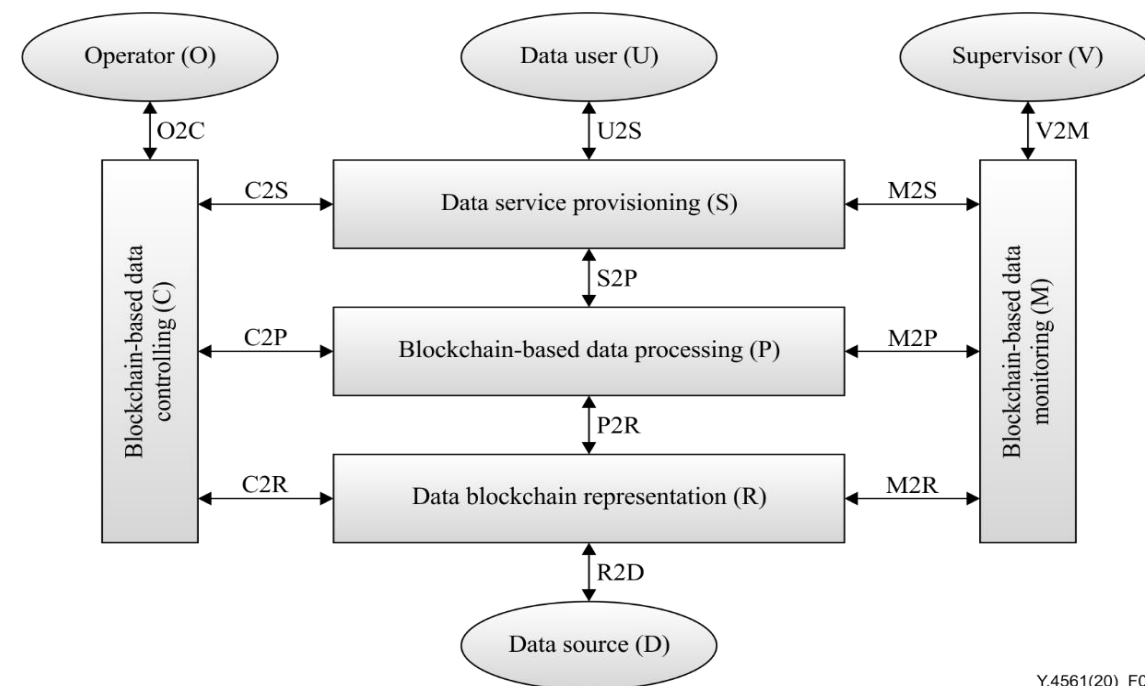 Operator (O)
Data user (U)
Supervisor (V)
O2C
U2S
V2M
C2S
Data service provisioning (S)
M2S
S2P
Blockchain-based data
controlling (C)
C2P
Blockchain-based data processing (P)
M2P
Blockchain-based data
monitoring (M)
P2R
C2R
Data blockchain representation (R)
M2R
R2D
Data source (D)